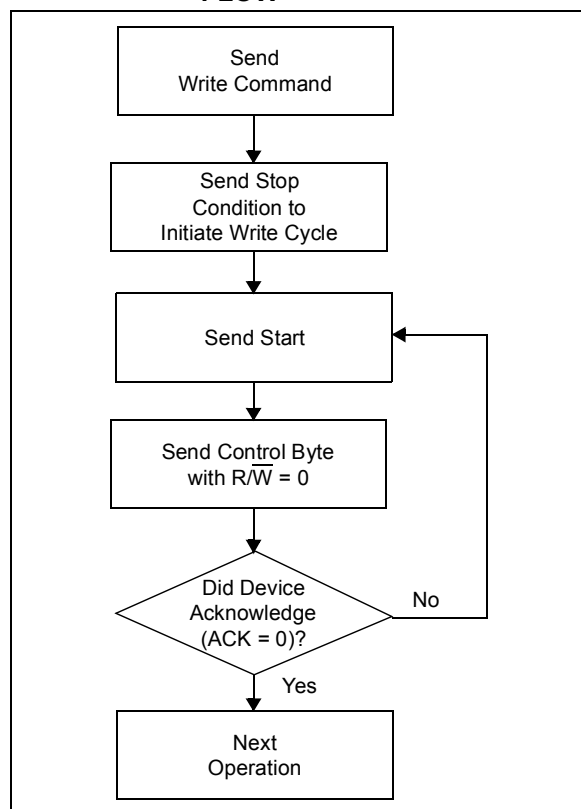 Send
Write Command
Send Stop
Condition to
Initiate Write Cycle
Send Start
Send Control Byte
with R/W̅ = 0
Did Device
Acknowledge
(ACK = 0)?
No
Yes
Next
Operation